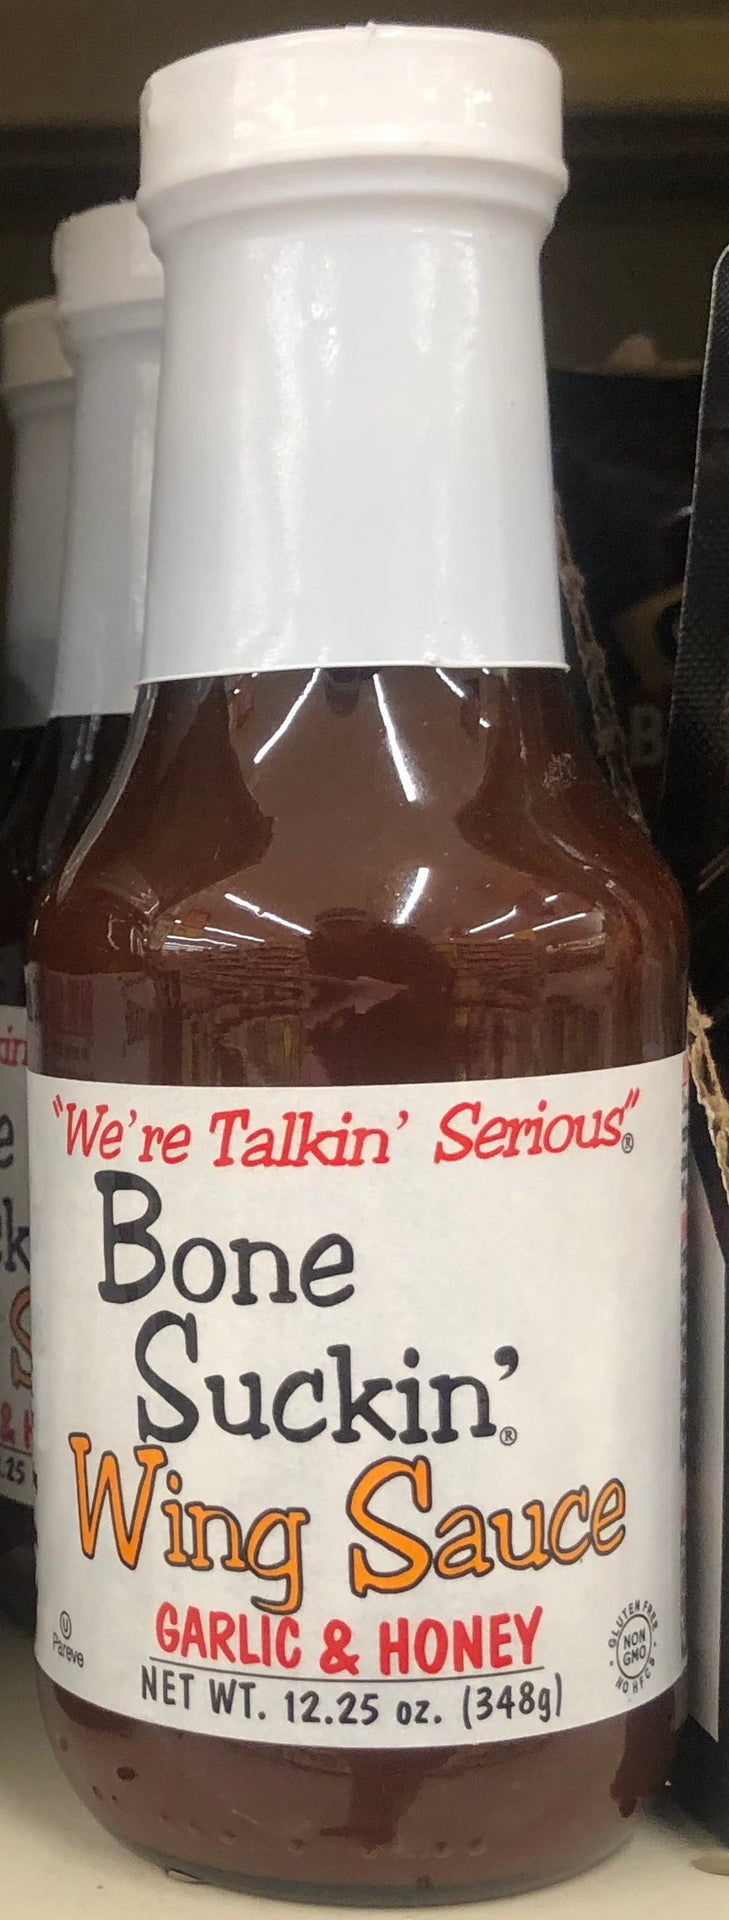 "We're Talkin' Serious"®
Bone
Suckin'®
Wing Sauce
GARLIC & HONEY
NET WT. 12.25 oz. (348g)
U
Pareve
GLUTEN FREE
NON
GMO
NO HFCS